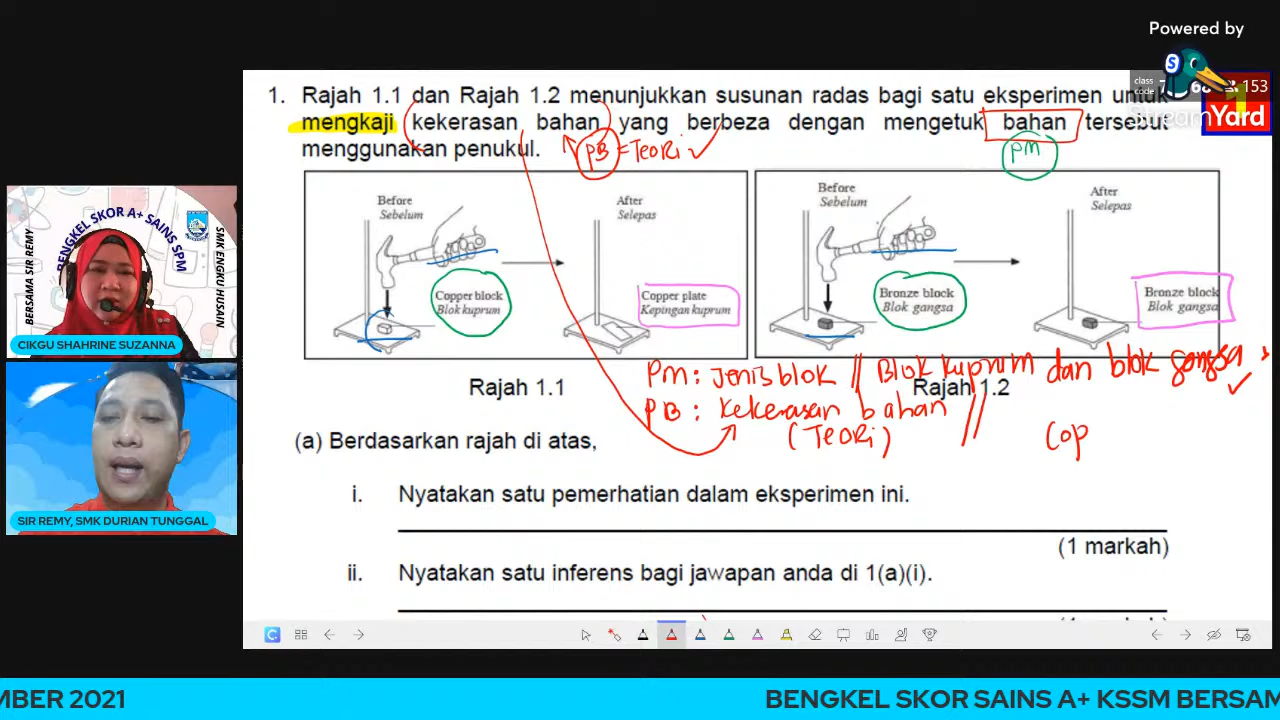 Powered by
StreamYard
class code
153
1. Rajah 1.1 dan Rajah 1.2 menunjukkan susunan radas bagi satu eksperimen untuk
mengkaji kekerasan bahan yang berbeza dengan mengetuk bahan tersebut
menggunakan penukul.
PB = Teori
PM
Before
Sebelum
After
Selepas
Copper block
Blok kuprum
Copper plate
Kepingan kuprum
Before
Sebelum
After
Selepas
Bronze block
Blok gangsa
Bronze block
Blok gangsa
Rajah 1.1
Rajah 1.2
PM : Jenis blok // Blok kuprum dan blok gangsa
PB : Kekerasan bahan //
(Teori)
(op
(a) Berdasarkan rajah di atas,
i. Nyatakan satu pemerhatian dalam eksperimen ini.
(1 markah)
ii. Nyatakan satu inferens bagi jawapan anda di 1(a)(i).
BENGKEL SKOR A+ SAINS SPM
BERSAMA SIR REMY
SMK ENGKU HUSAIN
CIKGU SHAHRINE SUZANNA
SIR REMY, SMK DURIAN TUNGGAL
MBER 2021
BENGKEL SKOR SAINS A+ KSSM BERSAM